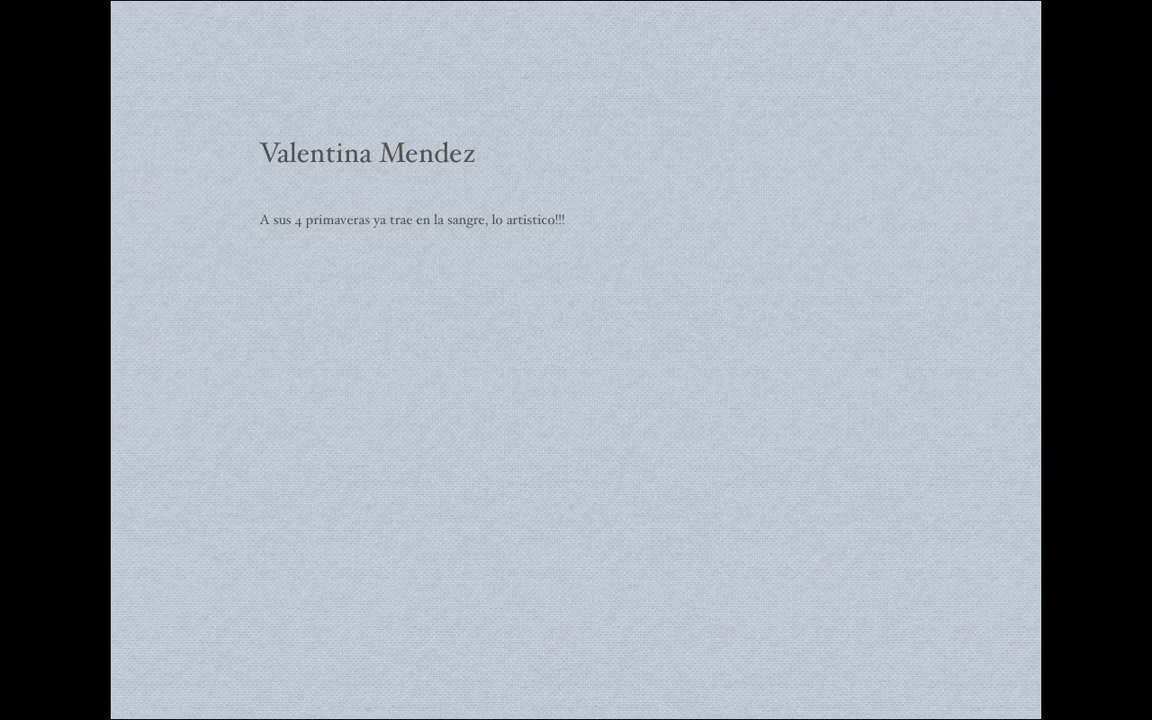 Valentina Mendez
A sus 4 primaveras ya trae en la sangre, lo artistico!!!